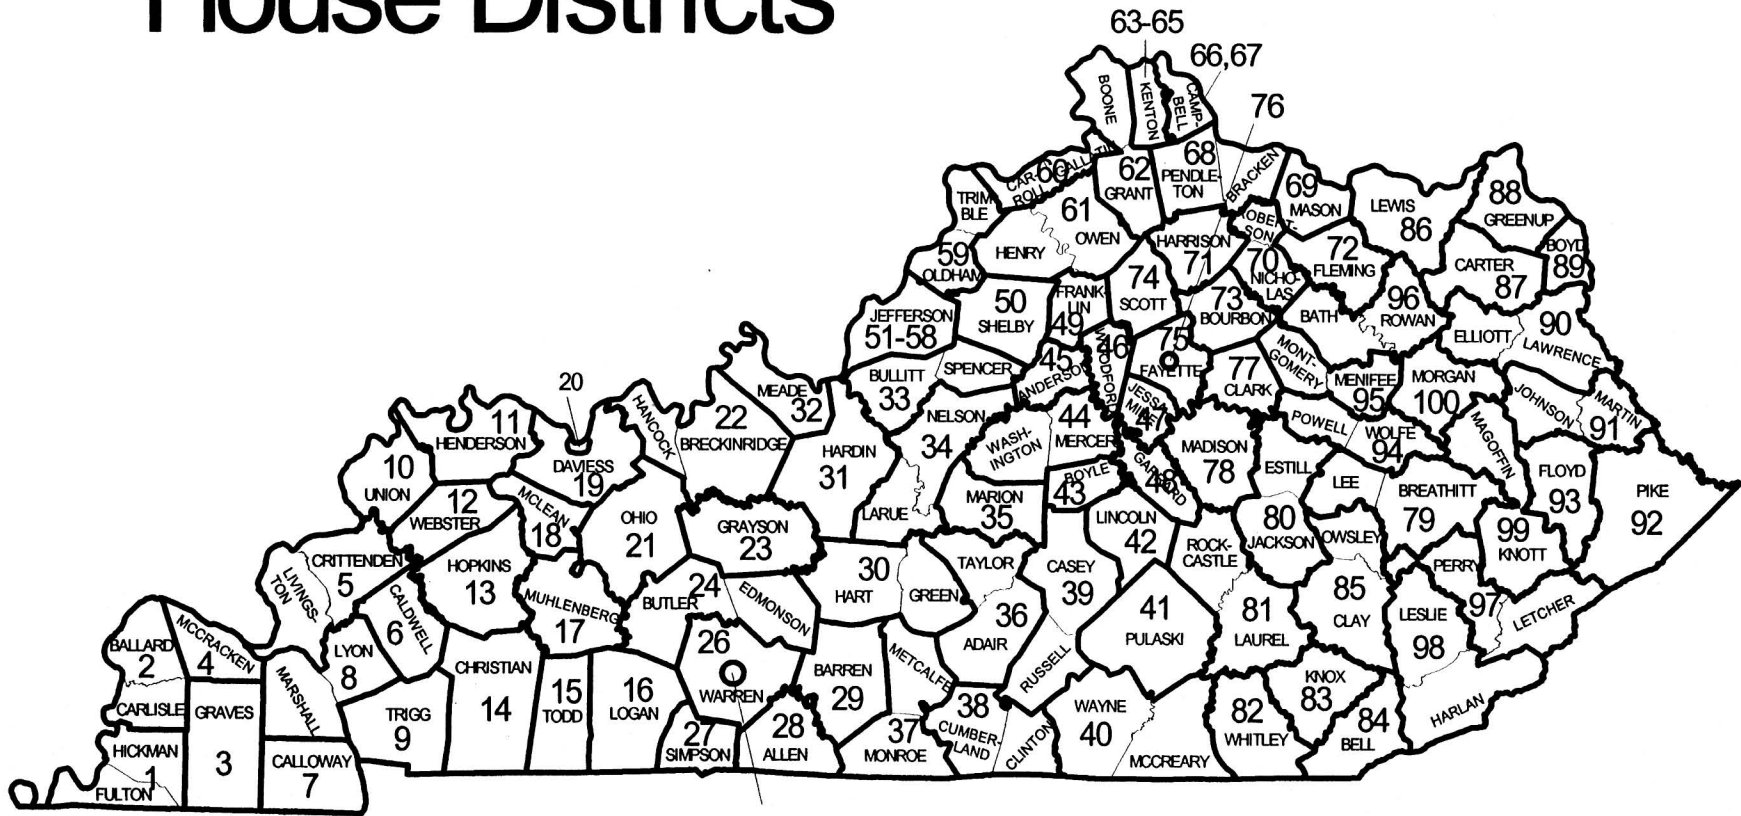 House Districts
63-65
66,67
76
BOONE
KENTON
CAMP-
BELL
CAR-
ROLL
60
GALLATIN
62
GRANT
68
PENDLE-
TON
BRACKEN
69
MASON
LEWIS
86
88
GREENUP
TRIM
BLE
61
HENRY
OWEN
HARRISON
71
ROBERT-
SON
70
NICHO-
LAS
72
FLEMING
CARTER
87
BOYD
89
59
OLDHAM
50
SHELBY
FRANK-
LIN
49
74
SCOTT
73
BOURBON
BATH
96
ROWAN
ELLIOTT
90
LAWRENCE
JEFFERSON
51-58
SPENCER
45
ANDERSON
46
WOODFORD
75
FAYETTE
77
CLARK
MONT-
GOMERY
MENIFEE
95
MORGAN
100
JOHNSON
MARTIN
91
20
11
HENDERSON
HANCOCK
22
BRECKINRIDGE
MEADE
32
BULLITT
33
NELSON
34
WASH-
INGTON
44
MERCER
JESSA
MINE
47
MADISON
78
POWELL
WOLFE
94
MAGOFFIN
FLOYD
93
PIKE
92
10
UNION
12
WEBSTER
DAVIESS
19
MCLEAN
18
OHIO
21
GRAYSON
23
HARDIN
31
LARUE
MARION
35
BOYLE
43
GARRARD
48
LINCOLN
42
ESTILL
LEE
BREATHITT
79
99
KNOTT
CRITTENDEN
5
LIVINGS-
TON
HOPKINS
13
MUHLENBERG
17
BUTLER
24
EDMONSON
30
HART
GREEN
TAYLOR
CASEY
39
ROCK-
CASTLE
80
JACKSON
OWSLEY
PERRY
97
LETCHER
CALDWELL
6
LYON
8
CHRISTIAN
14
15
TODD
16
LOGAN
26
WARREN
BARREN
29
METCALFE
36
ADAIR
RUSSELL
41
PULASKI
81
LAUREL
85
CLAY
LESLIE
98
HARLAN
BALLARD
2
MCCRACKEN
4
CARLISLE
GRAVES
3
MARSHALL
TRIGG
9
27
SIMPSON
28
ALLEN
37
MONROE
38
CUMBER-
LAND
CLINTON
WAYNE
40
MCCREARY
82
WHITLEY
KNOX
83
84
BELL
HICKMAN
1
FULTON
CALLOWAY
7